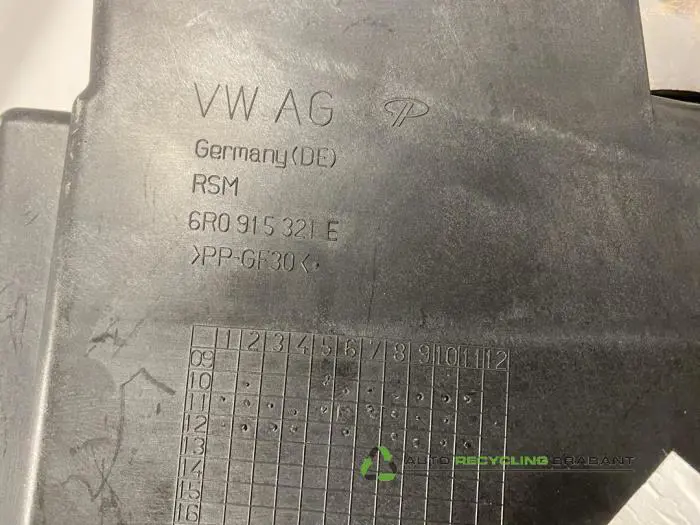 VW AG
Germany(DE)
RSM
6R0 915 321 E
>PP-GF30<
1 2 3 4 5 6 7 8 9 10 11 12
09
10
11
12
13
14
15
16
AUTO RECYCLING BRABANT